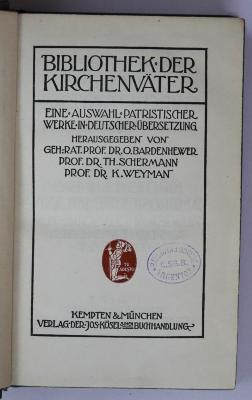 BIBLIOTHEK·DER
KIRCHENVÄTER
EINE·AUSWAHL·PATRISTISCHER
WERKE·IN·DEUTSCHER·ÜBERSETZUNG
HERAUSGEGEBEN VON
GEH:RAT. PROF. DR. O. BARDENHEWER
PROF. DR. TH. SCHERMANN
PROF. DR. K. WEYMAN
C.SS.R.
KEMPTEN & MÜNCHEN
VERLAG·DER·JOS·KÖSEL BUCHHANDLUNG